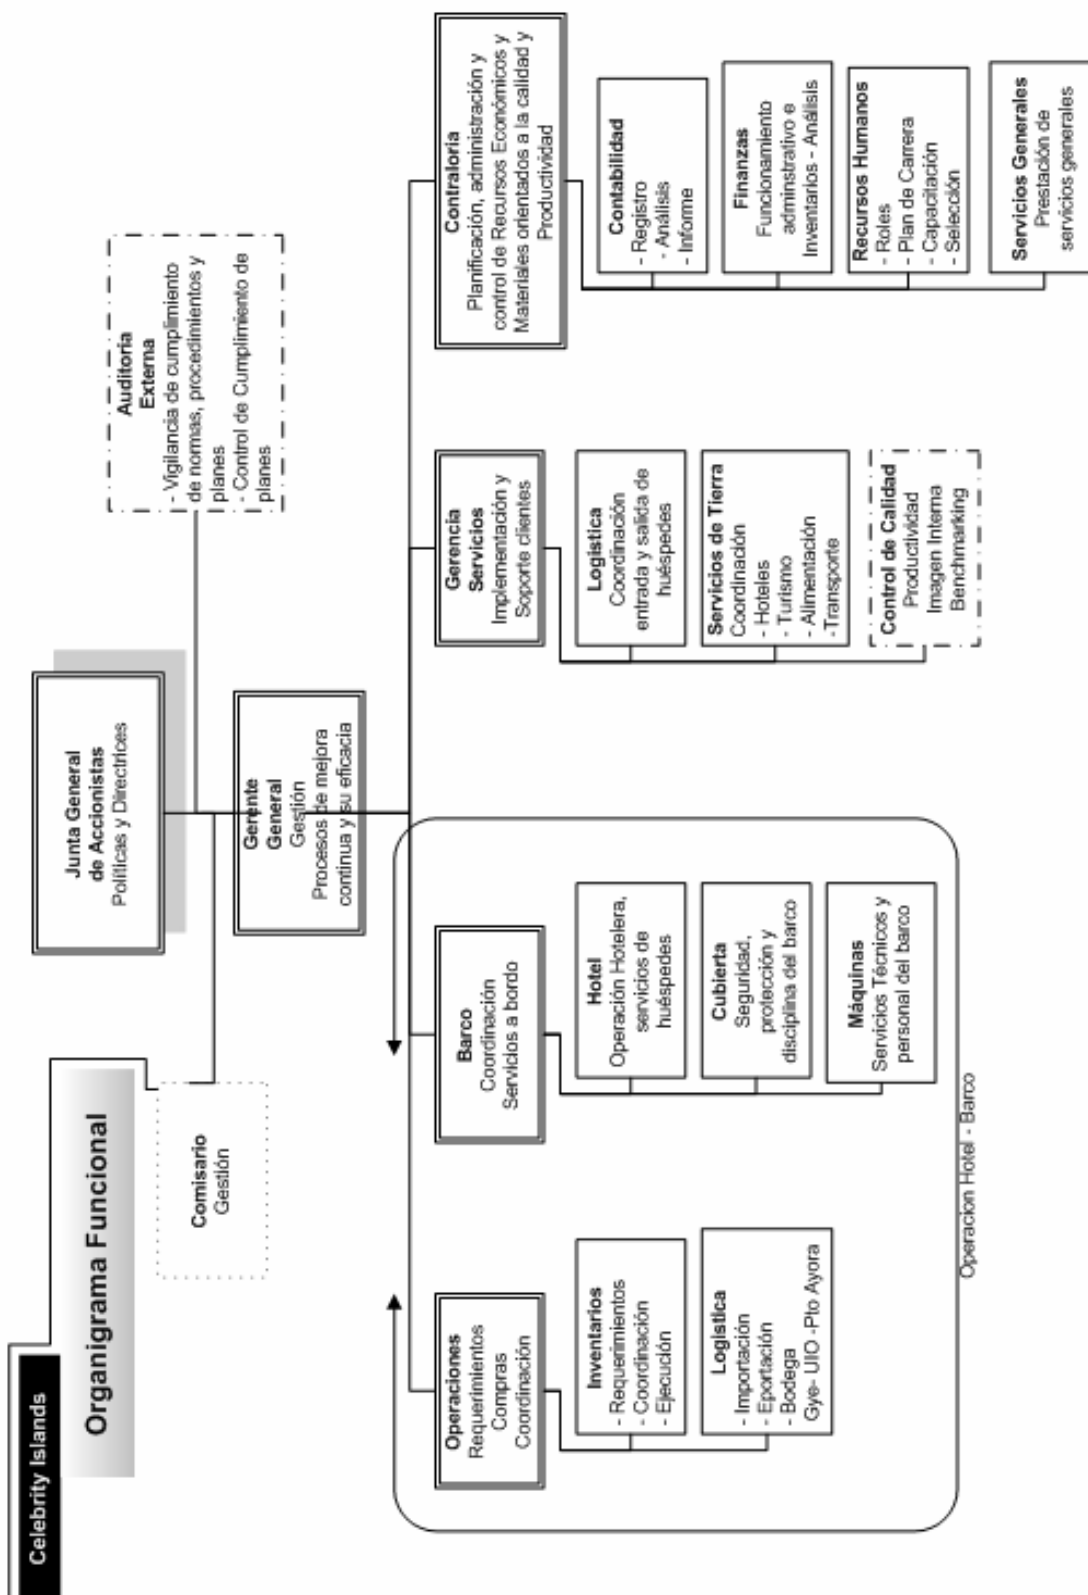 Celebrity Islands
Organigrama Funcional
Junta General
de Accionistas
Políticas y Directrices
Comisario
Gestión
Auditoria
Externa
- Vigilancia de cumplimiento
de normas, procedimientos y
planes
- Control de Cumplimiento de
planes
Gerente
General
Gestión
Procesos de mejora
continua y su eficacia
Operaciones
Requerimientos
Compras
Coordinación
Inventarios
- Requerimientos
- Coordinación
- Ejecución
Logistica
- Importación
- Eportación
- Bodega
Gye- UIO -Pto Ayora
Barco
Coordinación
Servicios a bordo
Hotel
Operación Hotelera,
servicios de
huéspedes
Cubierta
Seguridad,
protección y
disciplina del barco
Máquinas
Servicios Técnicos y
personal del barco
Operacion Hotel - Barco
Gerencia
Servicios
Implementación y
Soporte clientes
Logística
Coordinación
entrada y salida de
huéspedes
Servicios de Tierra
Coordinación
- Hoteles
- Turismo
- Alimentación
-Transporte
Control de Calidad
Productividad
Imagen Interna
Benchmarking
Contraloría
Planificación, administración y
control de Recursos Económicos y
Materiales orientados a la calidad y
Productividad
Contabilidad
- Registro
- Análisis
- Informe
Finanzas
Funcionamiento
adminstrativo e
Inventarios - Análisis
Recursos Humanos
- Roles
- Plan de Carrera
- Capacitación
- Selección
Servicios Generales
Prestación de
servicios generales